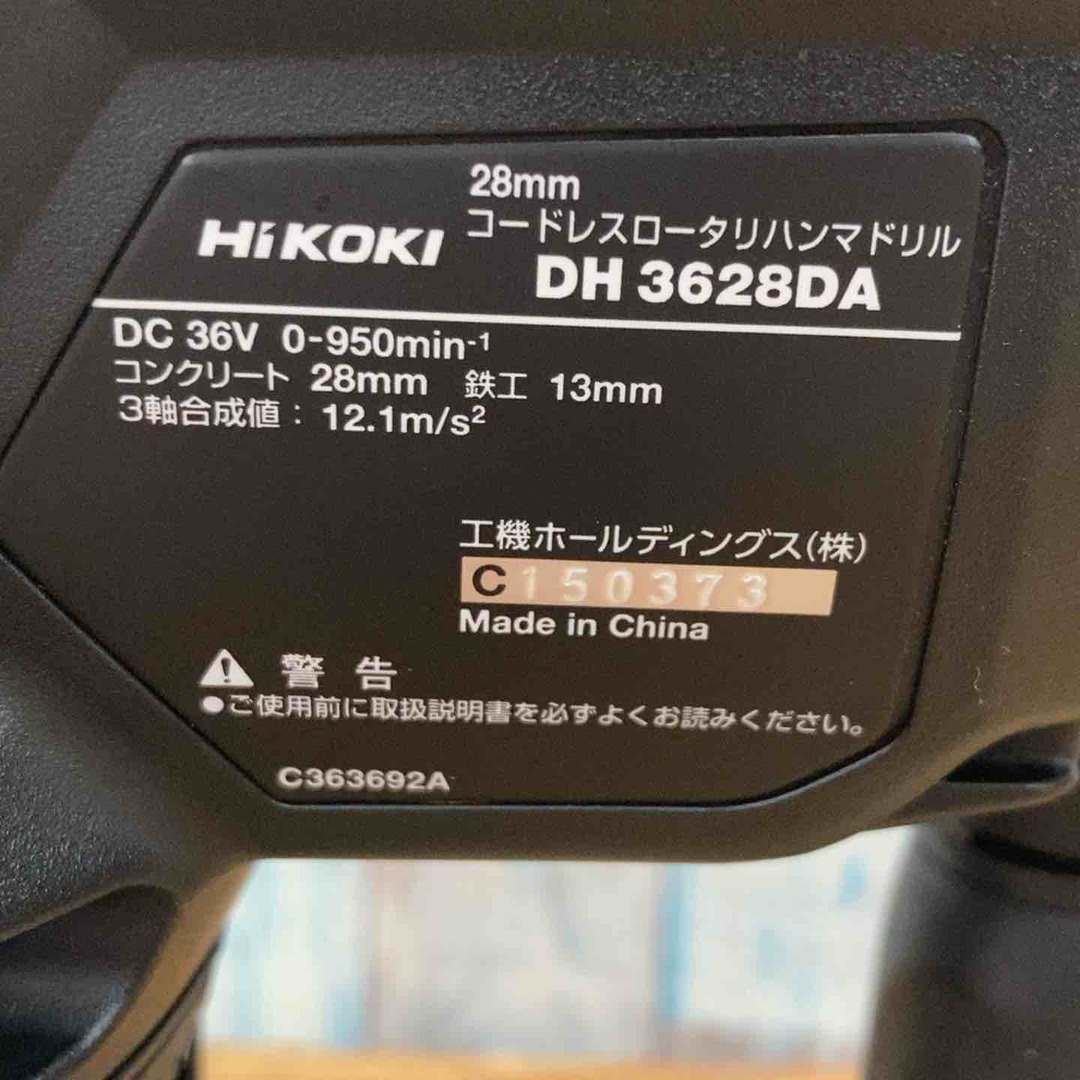 28mm
HiKOKI コードレスロータリハンマドリル
DH 3628DA
DC 36V 0-950min-1
コンクリート 28mm 鉄工 13mm
3軸合成値：12.1m/s²
工機ホールディングス(株)
C150373
Made in China
警告
●ご使用前に取扱説明書を必ずよくお読みください。
C363692A